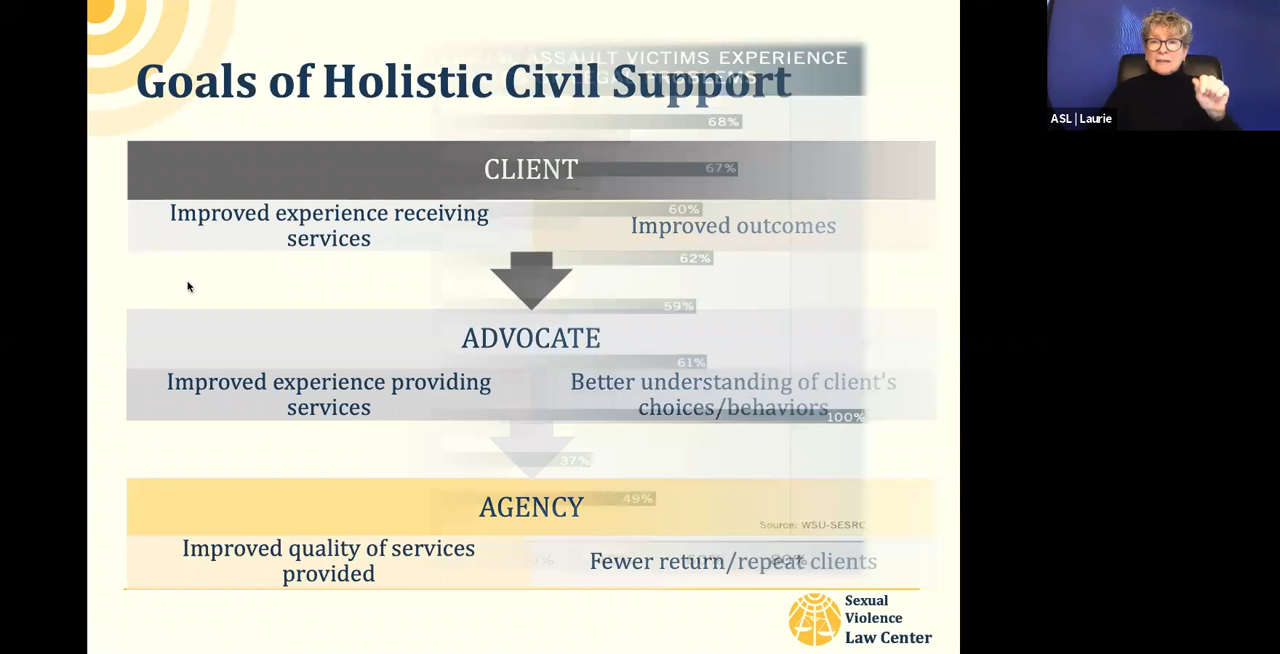 ASSAULT VICTIMS EXPERIENCE
Goals of Holistic Civil Support
68%
CLIENT
67%
Improved experience receiving
services
60%
Improved outcomes
62%
59%
ADVOCATE
61%
Improved experience providing
services
Better understanding of client's
choices/behaviors
100%
37%
AGENCY
49%
Source: WSU-SESRC
Improved quality of services
provided
Fewer return/repeat clients
Sexual
Violence
Law Center
ASL | Laurie